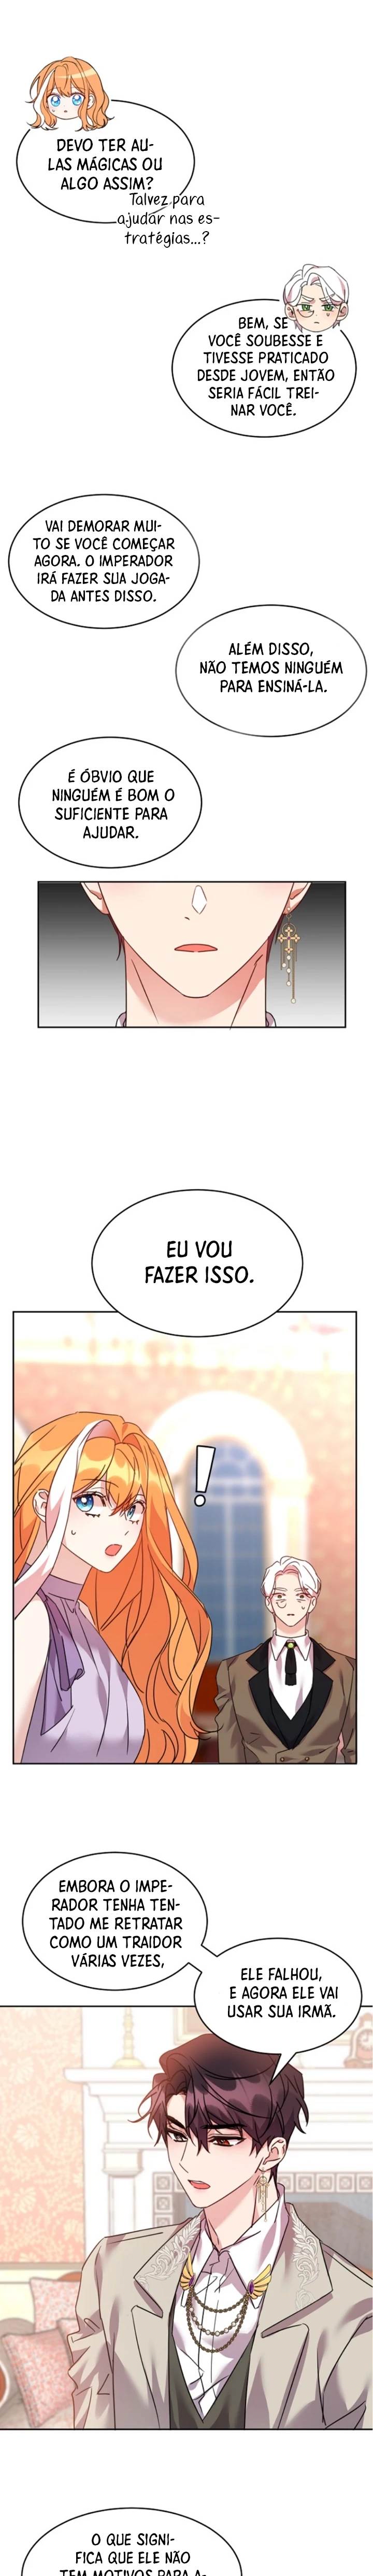 DEVO TER AU-
LAS MÁGICAS OU
ALGO ASSIM?
Talvez para
ajudar nas es-
tratégias...?
BEM, SE
VOCÊ SOUBESSE E
TIVESSE PRATICADO
DESDE JOVEM, ENTÃO
SERIA FÁCIL TREI-
NAR VOCÊ.
VAI DEMORAR MUI-
TO SE VOCÊ COMEÇAR
AGORA. O IMPERADOR
IRÁ FAZER SUA JOGA-
DA ANTES DISSO.
ALÉM DISSO,
NÃO TEMOS NINGUÉM
PARA ENSINÁ-LA.
É ÓBVIO QUE
NINGUÉM É BOM O
SUFICIENTE PARA
AJUDAR.
EU VOU
FAZER ISSO.
!
EMBORA O IMPE-
RADOR TENHA TEN-
TADO ME RETRATAR
COMO UM TRAIDOR
VÁRIAS VEZES,
ELE FALHOU,
E AGORA ELE VAI
USAR SUA IRMÃ.
O QUE SIGNI-
FICA QUE ELE NÃO
TEM MOTIVOS PARA A-